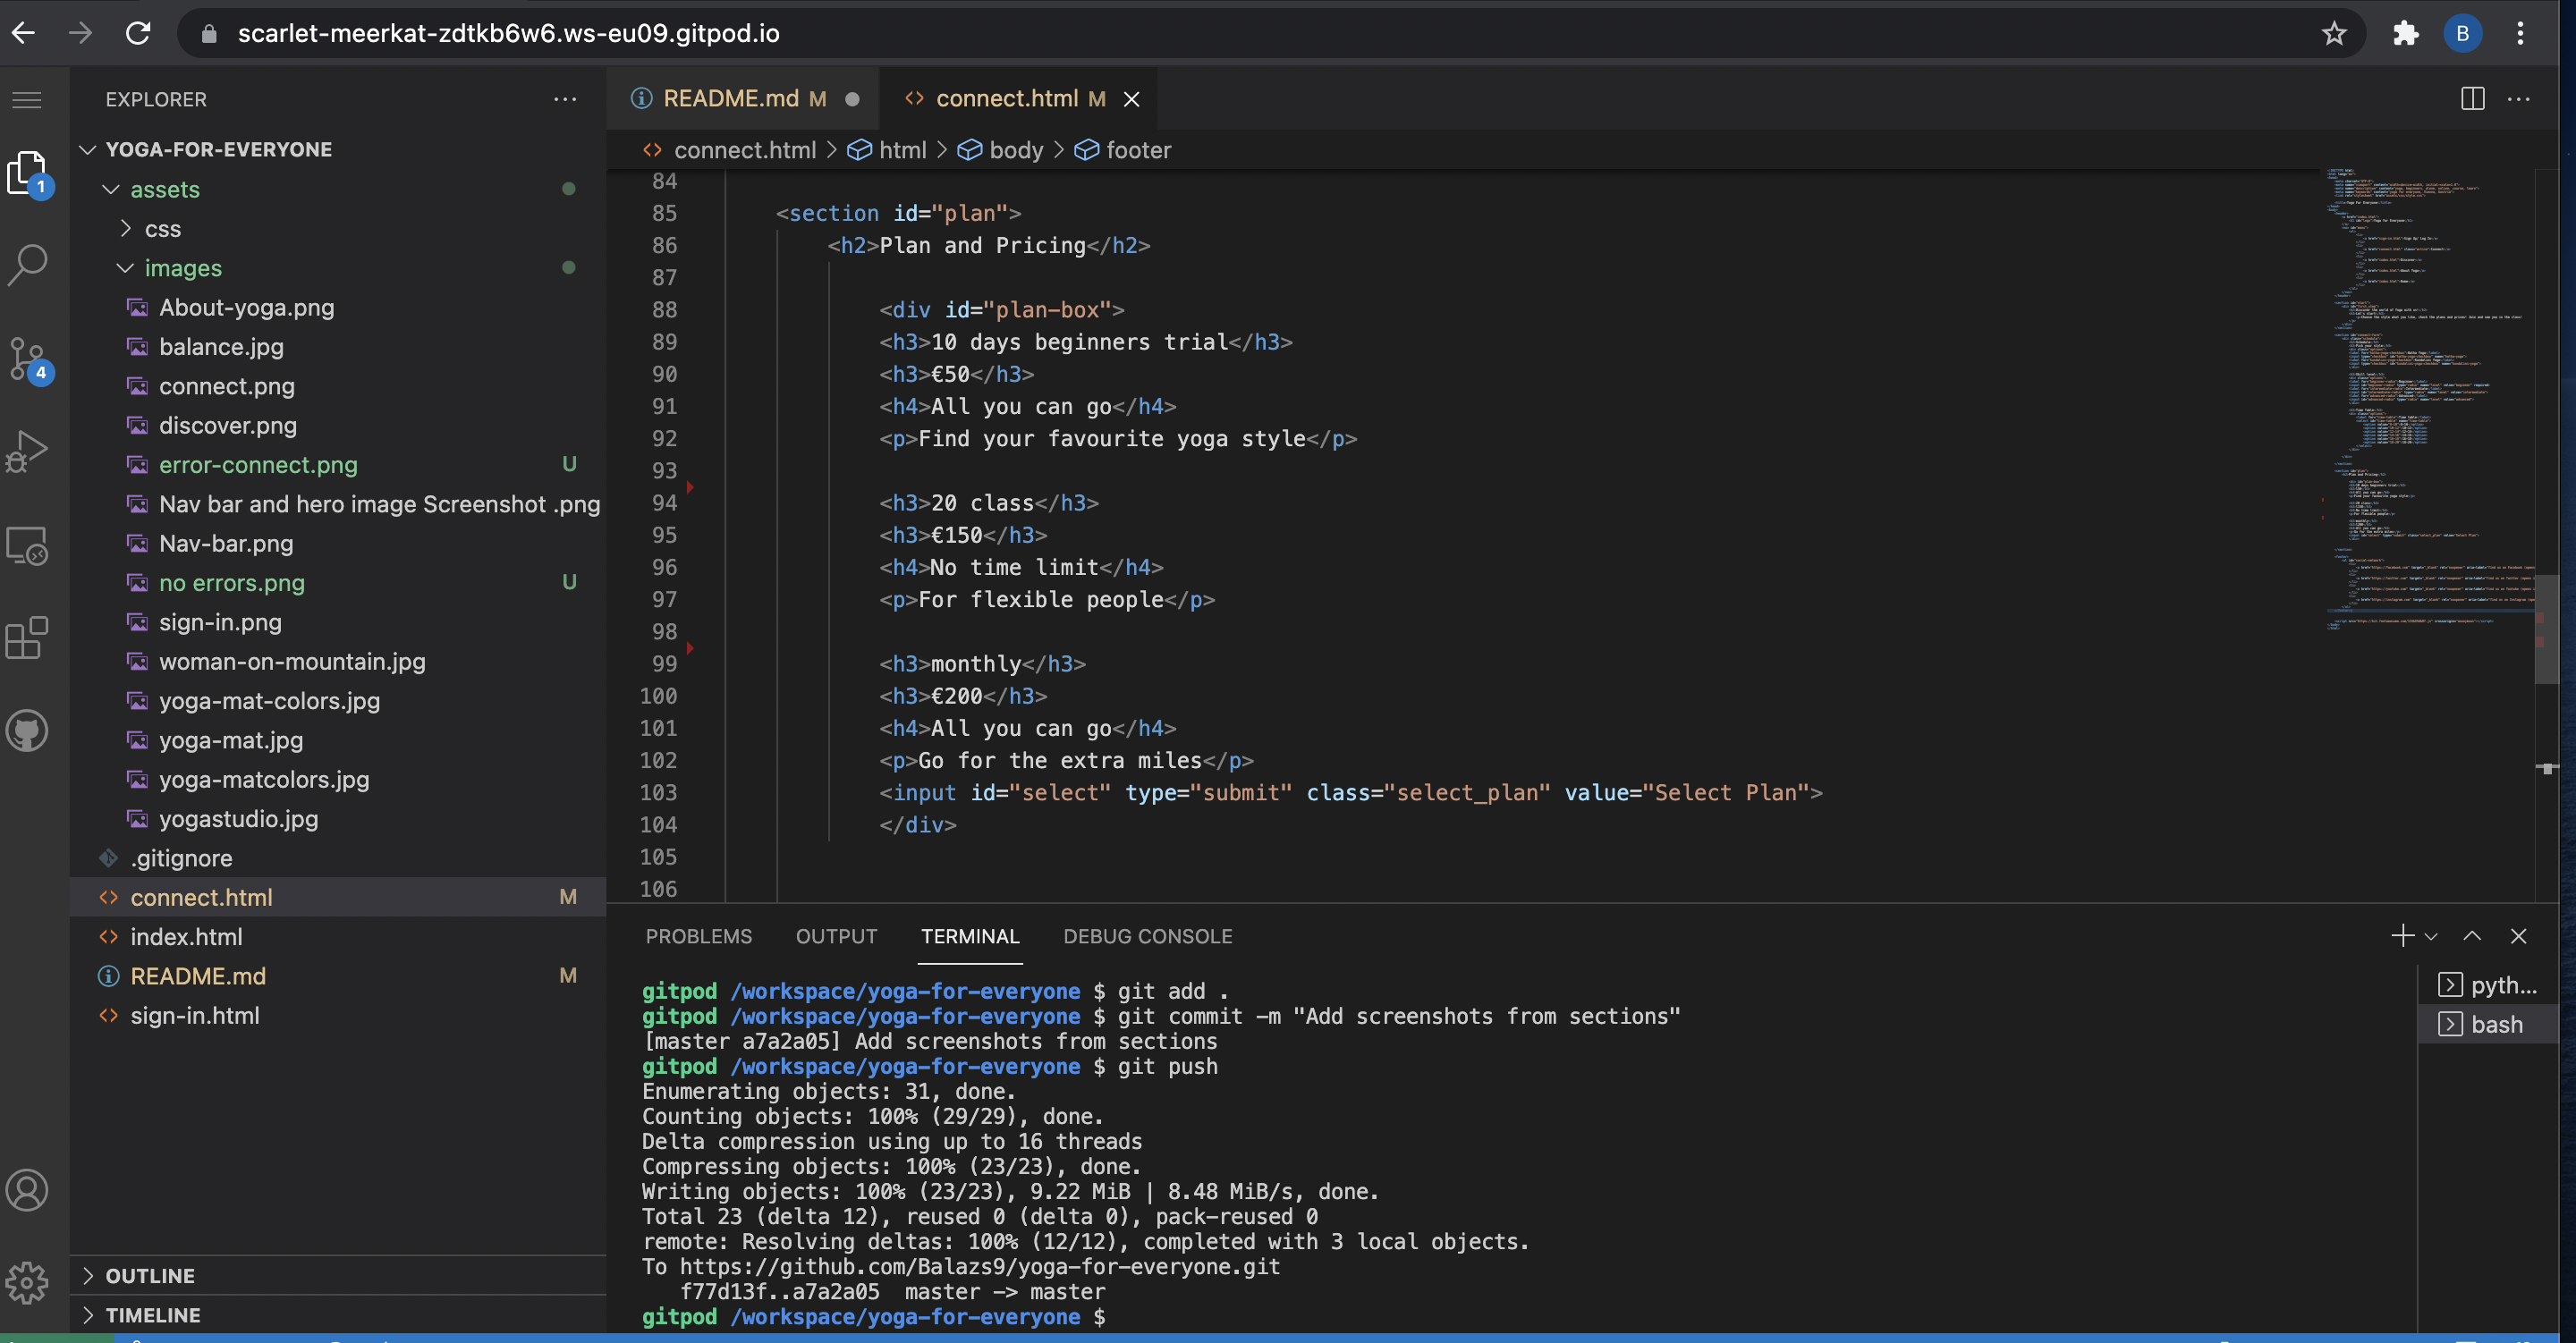 scarlet-meerkat-zdtkb6w6.ws-eu09.gitpod.io
B
EXPLORER
YOGA-FOR-EVERYONE
assets
css
images
About-yoga.png
balance.jpg
connect.png
discover.png
error-connect.png U
Nav bar and hero image Screenshot .png
Nav-bar.png
no errors.png U
sign-in.png
woman-on-mountain.jpg
yoga-mat-colors.jpg
yoga-mat.jpg
yoga-matcolors.jpg
yogastudio.jpg
.gitignore
connect.html M
index.html
README.md M
sign-in.html
OUTLINE
TIMELINE
1
4
README.md M
connect.html M
connect.html > html > body > footer
84
85 <section id="plan">
86 <h2>Plan and Pricing</h2>
87
88 <div id="plan-box">
89 <h3>10 days beginners trial</h3>
90 <h3>€50</h3>
91 <h4>All you can go</h4>
92 <p>Find your favourite yoga style</p>
93
94 <h3>20 class</h3>
95 <h3>€150</h3>
96 <h4>No time limit</h4>
97 <p>For flexible people</p>
98
99 <h3>monthly</h3>
100 <h3>€200</h3>
101 <h4>All you can go</h4>
102 <p>Go for the extra miles</p>
103 <input id="select" type="submit" class="select_plan" value="Select Plan">
104 </div>
105
106
PROBLEMS OUTPUT TERMINAL DEBUG CONSOLE
gitpod /workspace/yoga-for-everyone $ git add .
gitpod /workspace/yoga-for-everyone $ git commit -m "Add screenshots from sections"
[master a7a2a05] Add screenshots from sections
gitpod /workspace/yoga-for-everyone $ git push
Enumerating objects: 31, done.
Counting objects: 100% (29/29), done.
Delta compression using up to 16 threads
Compressing objects: 100% (23/23), done.
Writing objects: 100% (23/23), 9.22 MiB | 8.48 MiB/s, done.
Total 23 (delta 12), reused 0 (delta 0), pack-reused 0
remote: Resolving deltas: 100% (12/12), completed with 3 local objects.
To https://github.com/Balazs9/yoga-for-everyone.git
f77d13f..a7a2a05 master -> master
gitpod /workspace/yoga-for-everyone $
pyth...
bash